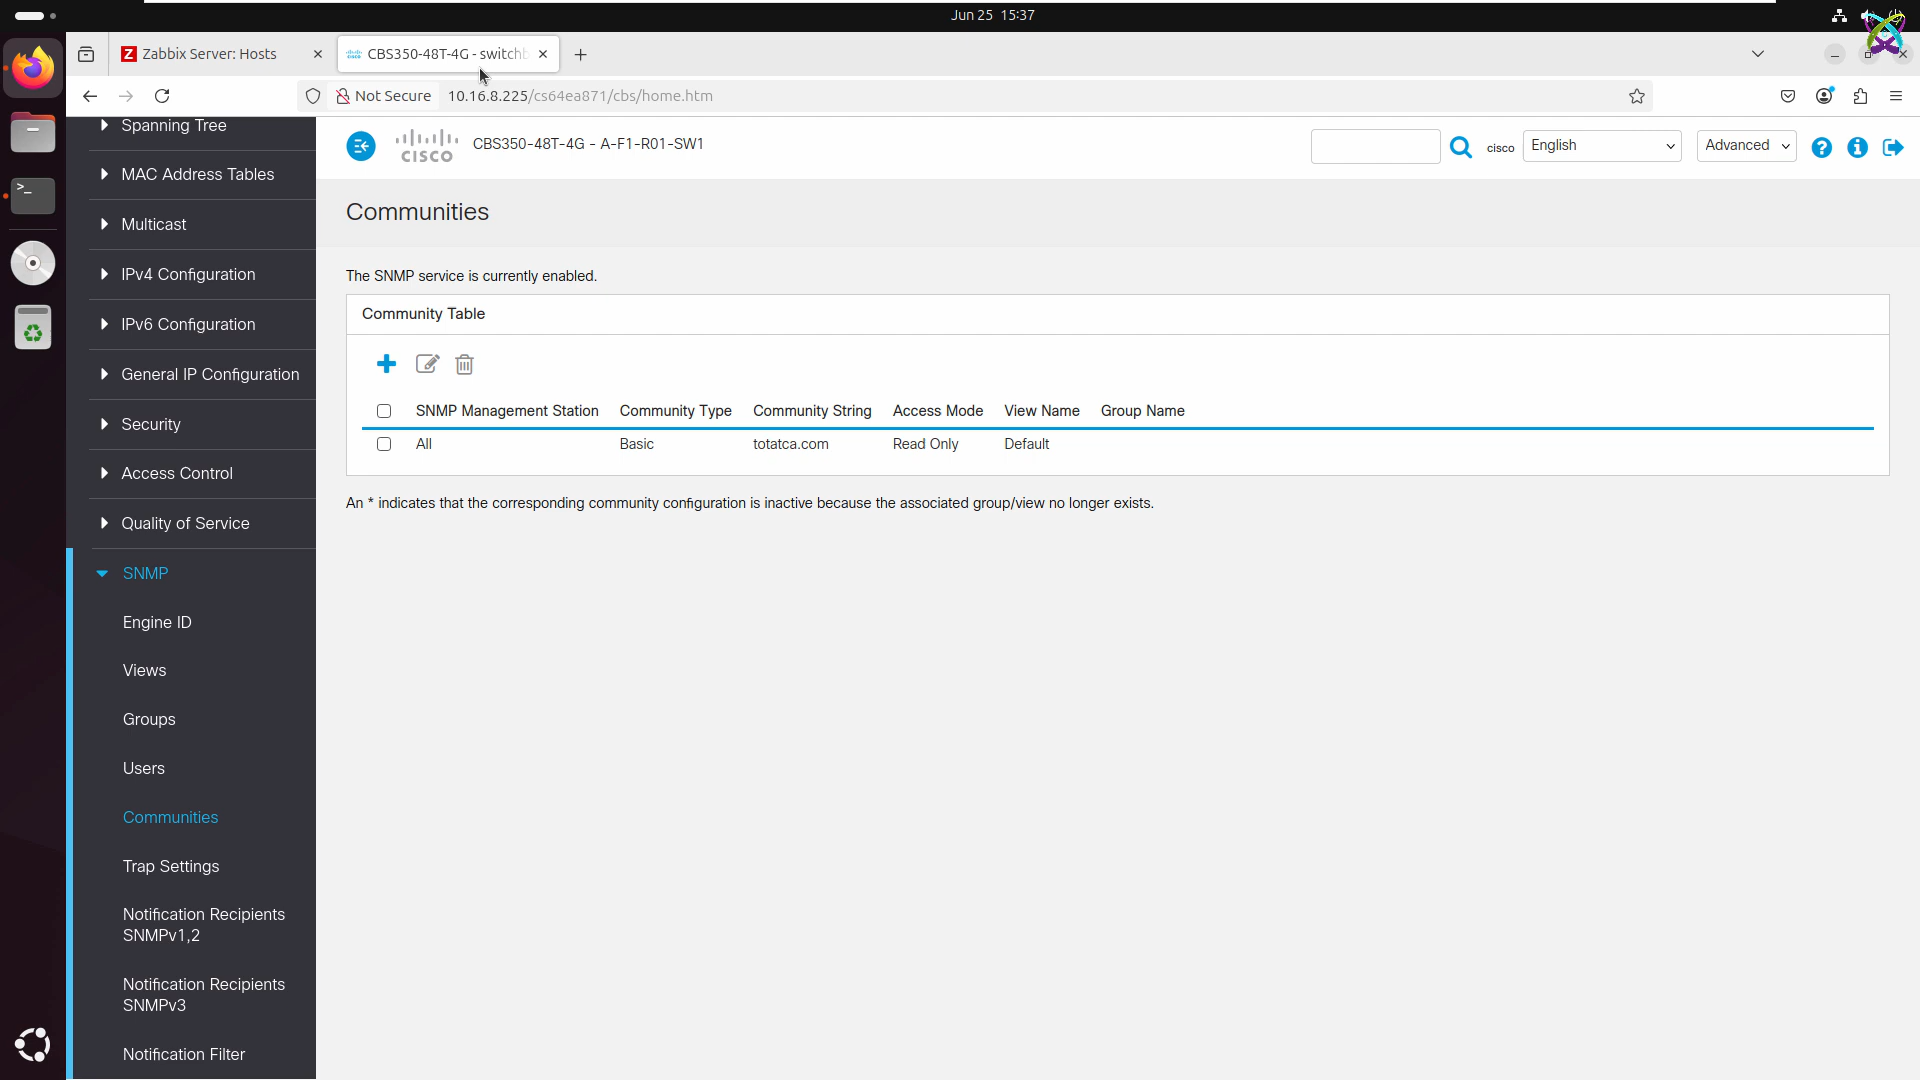 Jun 25 15:37
Zabbix Server: Hosts
CBS350-48T-4G - switch
Not Secure 10.16.8.225/cs64ea871/cbs/home.htm
Spanning Tree
MAC Address Tables
Multicast
IPv4 Configuration
IPv6 Configuration
General IP Configuration
Security
Access Control
Quality of Service
SNMP
Engine ID
Views
Groups
Users
Communities
Trap Settings
Notification Recipients
SNMPv1,2
Notification Recipients
SNMPv3
Notification Filter
CISCO
CBS350-48T-4G - A-F1-R01-SW1
cisco
English
Advanced
Communities
The SNMP service is currently enabled.
Community Table
SNMP Management Station Community Type Community String Access Mode View Name Group Name
All Basic totatca.com Read Only Default
An * indicates that the corresponding community configuration is inactive because the associated group/view no longer exists.